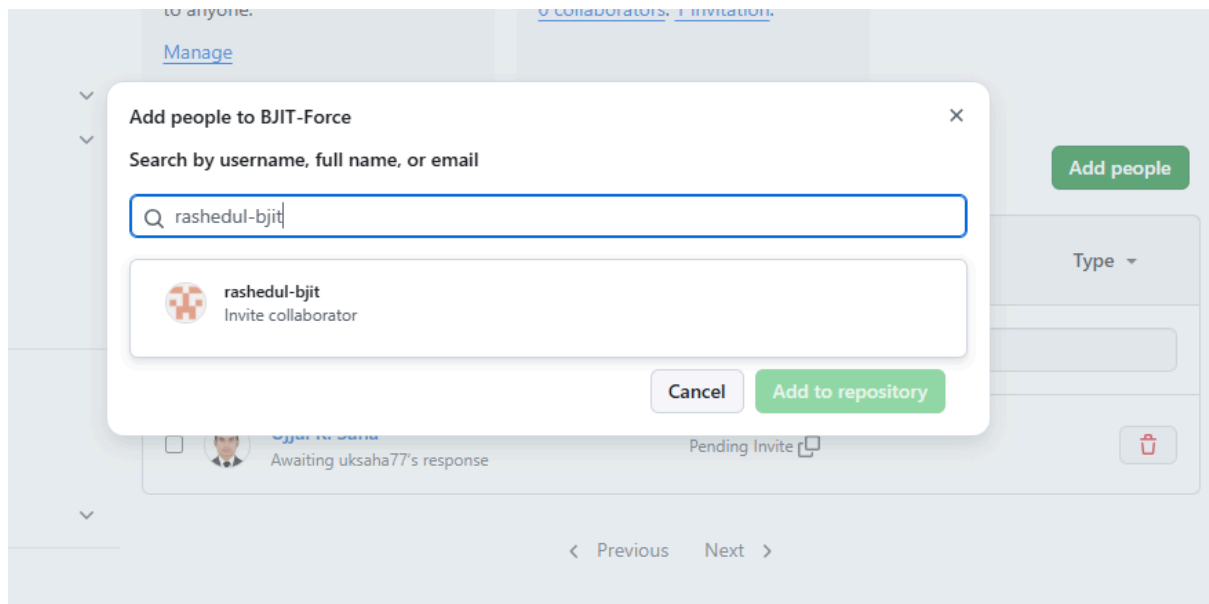 to anyone.
0 collaborators. 1 invitation.
Manage
Add people to BJIT-Force
Search by username, full name, or email
Add people
rashedul-bjit
Type
rashedul-bjit
Invite collaborator
Cancel
Add to repository
Ujjal K. Saha
Pending Invite
Awaiting uksaha77's response
Previous
Next